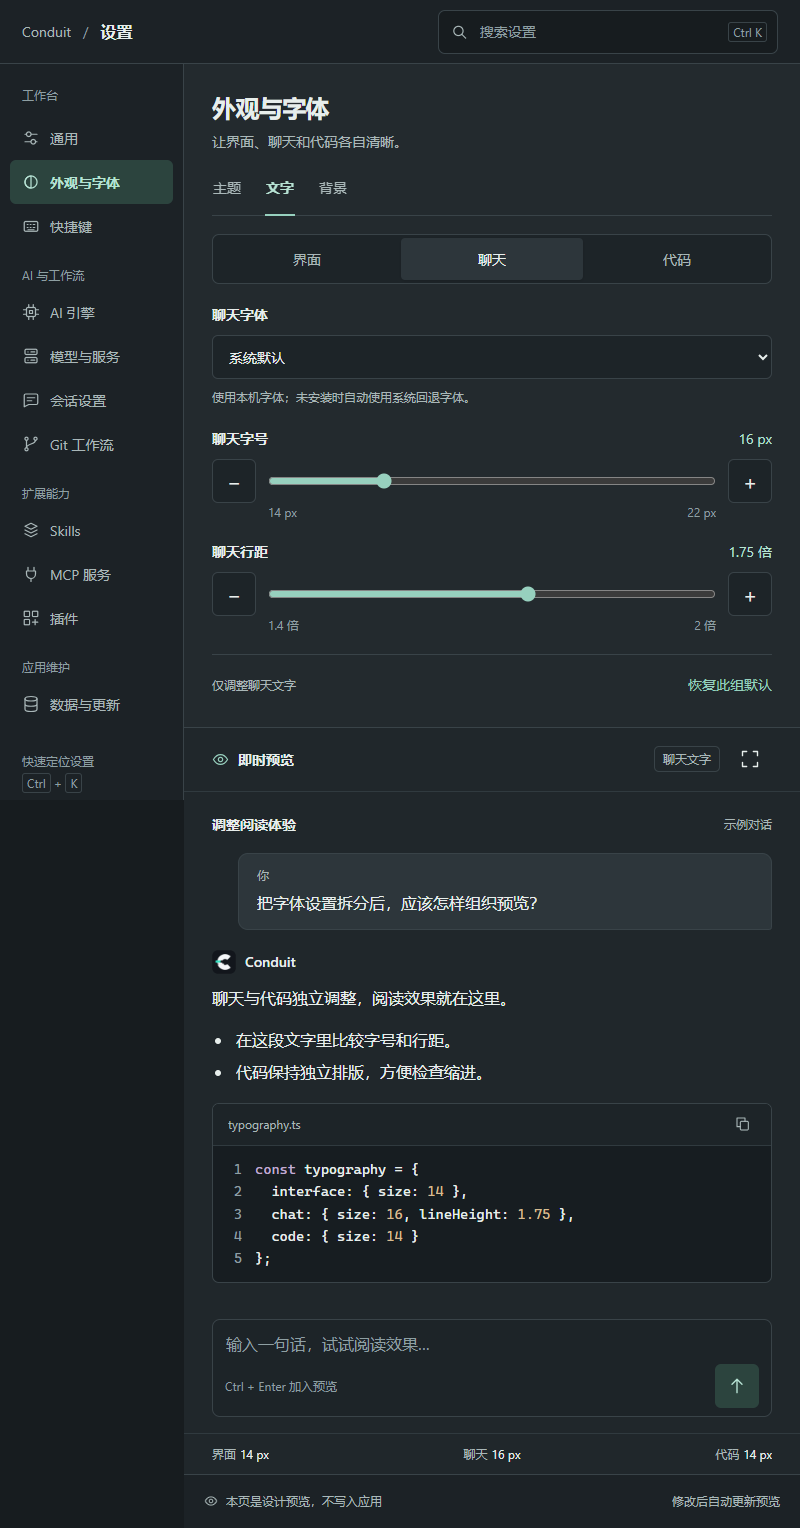 Conduit / 设置
搜索设置
Ctrl K
工作台
通用
外观与字体
快捷键
AI 与工作流
AI 引擎
模型与服务
会话设置
Git 工作流
扩展能力
Skills
MCP 服务
插件
应用维护
数据与更新
快速定位设置
Ctrl + K
外观与字体
让界面、聊天和代码各自清晰。
主题 文字 背景
界面 聊天 代码
聊天字体
系统默认
使用本机字体；未安装时自动使用系统回退字体。
聊天字号 16 px
− +
14 px 22 px
聊天行距 1.75 倍
− +
1.4 倍 2 倍
仅调整聊天文字 恢复此组默认
即时预览 聊天文字
调整阅读体验 示例对话
你
把字体设置拆分后，应该怎样组织预览？
Conduit
聊天与代码独立调整，阅读效果就在这里。
• 在这段文字里比较字号和行距。
• 代码保持独立排版，方便检查缩进。
typography.ts
1 const typography = {
2   interface: { size: 14 },
3   chat: { size: 16, lineHeight: 1.75 },
4   code: { size: 14 }
5 };
输入一句话，试试阅读效果...
Ctrl + Enter 加入预览
界面 14 px 聊天 16 px 代码 14 px
本页是设计预览，不写入应用 修改后自动更新预览